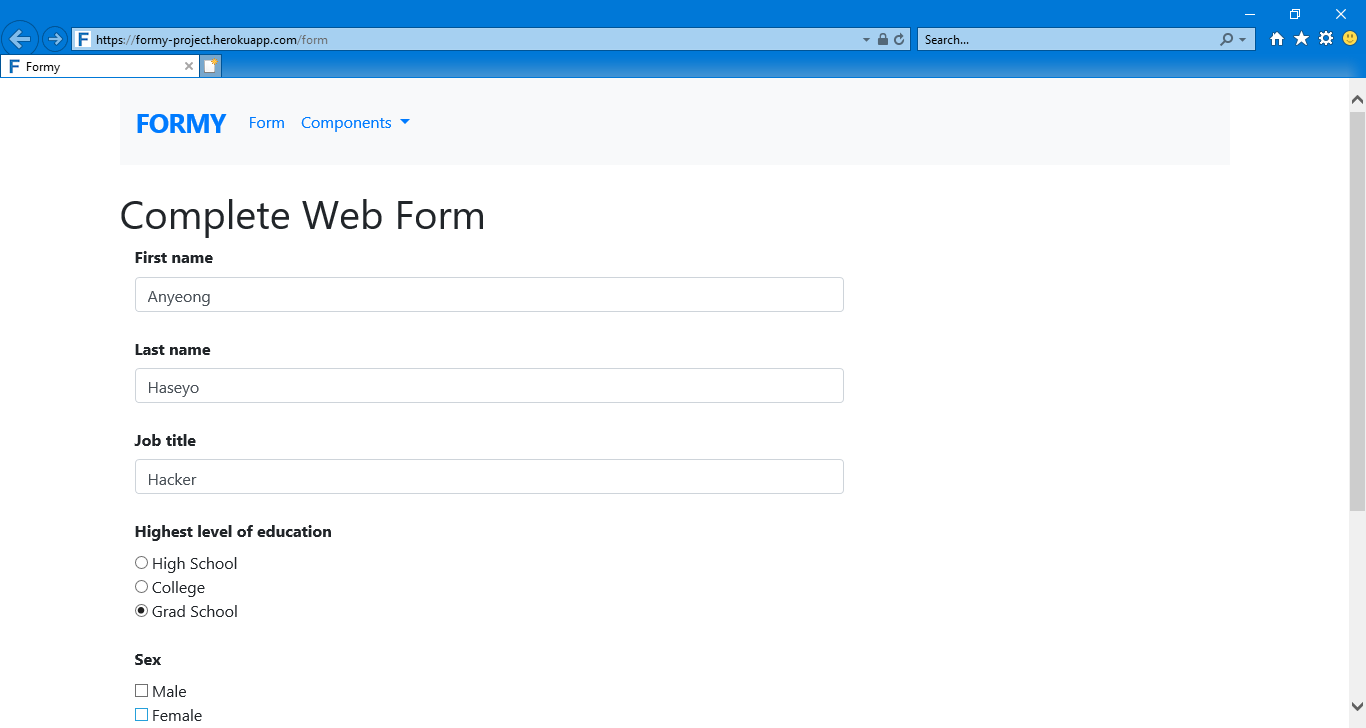 https://formy-project.herokuapp.com/form
Search...
Formy
FORMY Form Components
Complete Web Form
First name
Anyeong
Last name
Haseyo
Job title
Hacker
Highest level of education
High School
College
Grad School
Sex
Male
Female